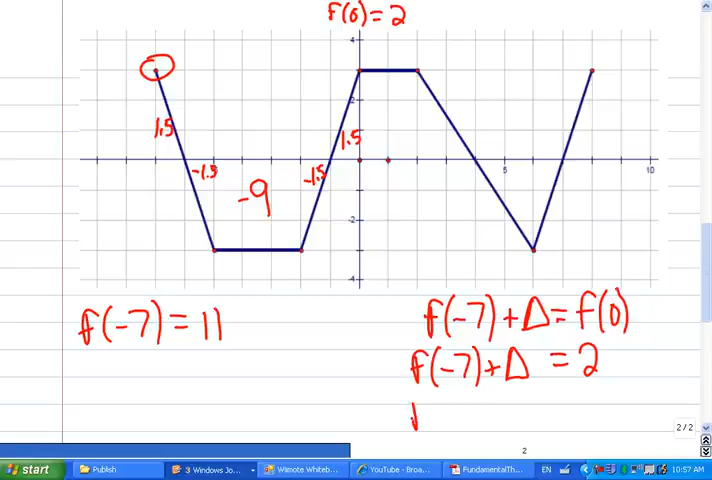 f(0) = 2
4
2
1.5
1.5
-1.5
-1.5
-9
5
10
-2
-4
f(-7) = 11
f(-7) + Δ = f(0)
f(-7) + Δ = 2
2/2
2
start
Publish
3 Windows Jo...
Wiimote Whiteb...
YouTube - Broa...
FundamentalTh...
EN
10:57 AM